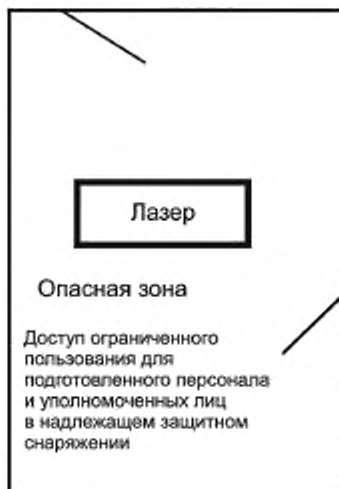 Лазер
Опасная зона
Доступ ограниченного
пользования для
подготовленного персонала
и уполномоченных лиц
в надлежащем защитном
снаряжении